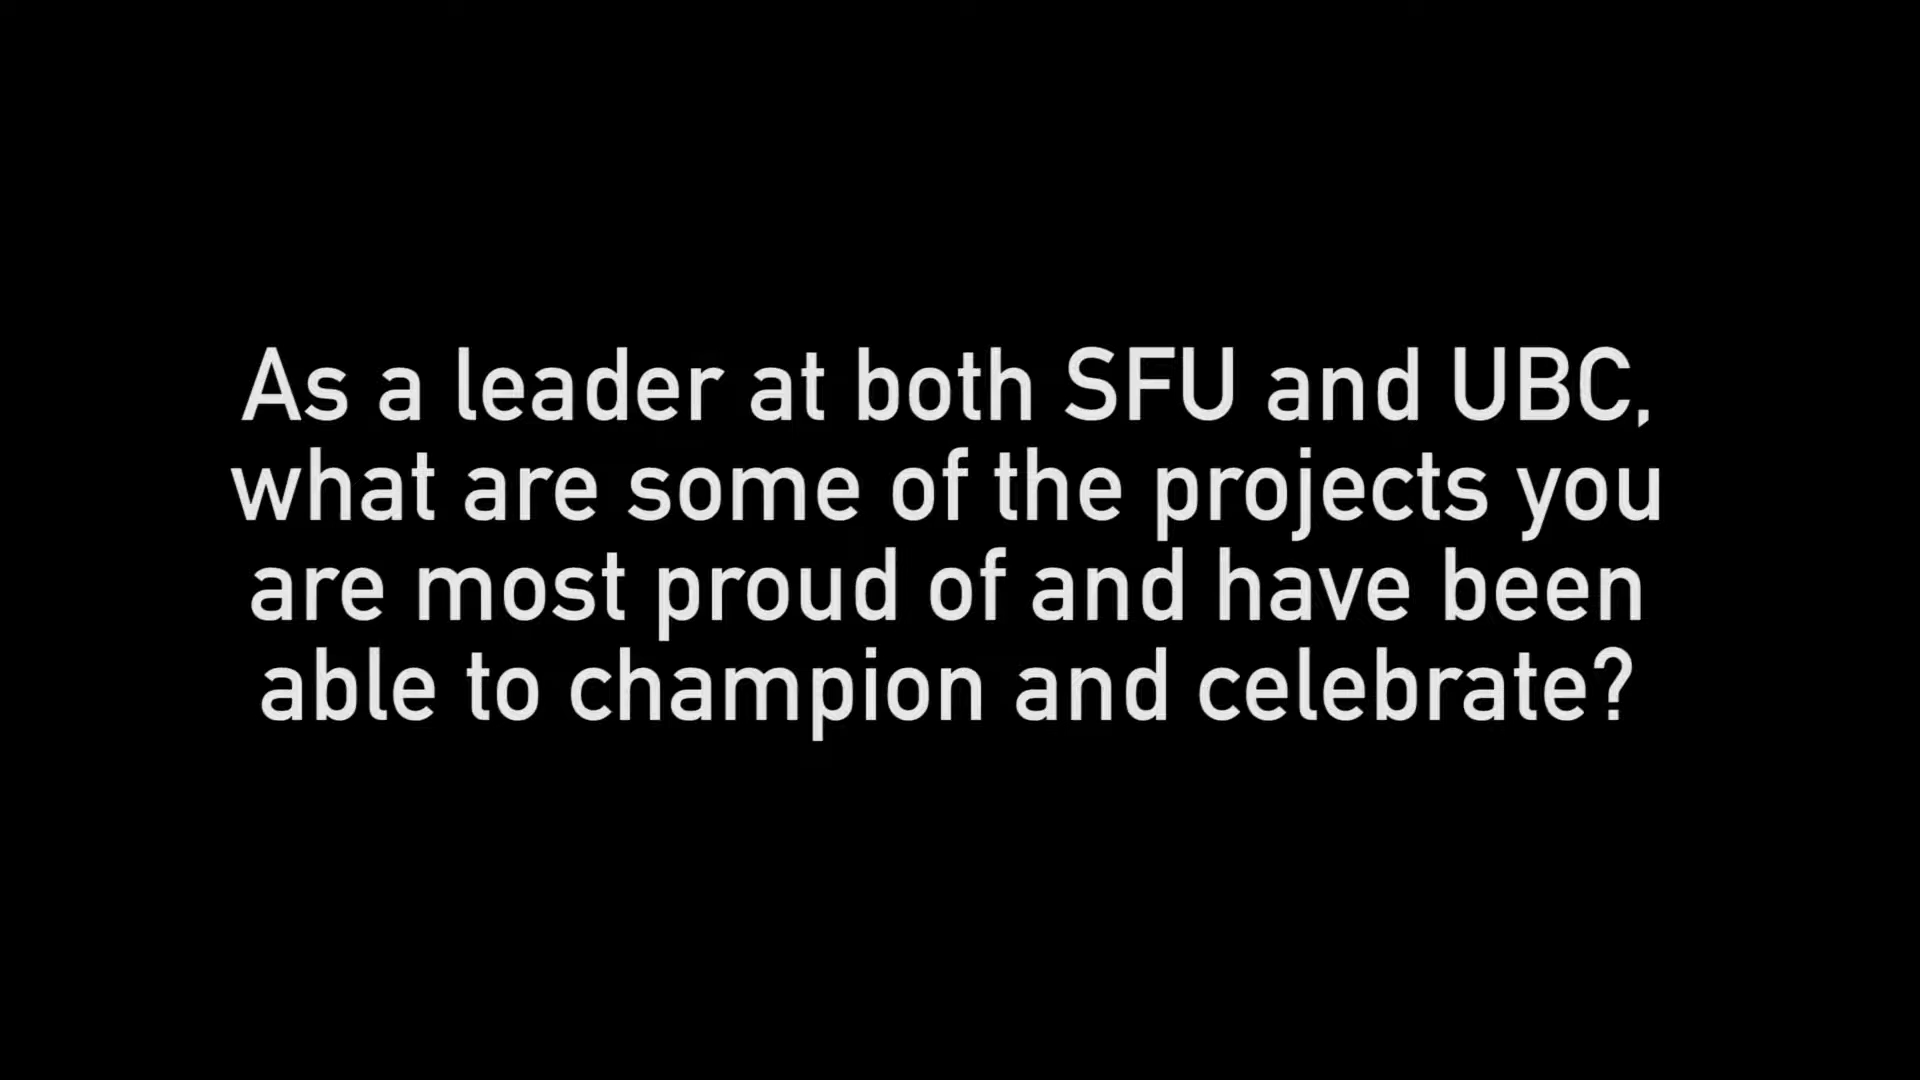 As a leader at both SFU and UBC,
what are some of the projects you
are most proud of and have been
able to champion and celebrate?